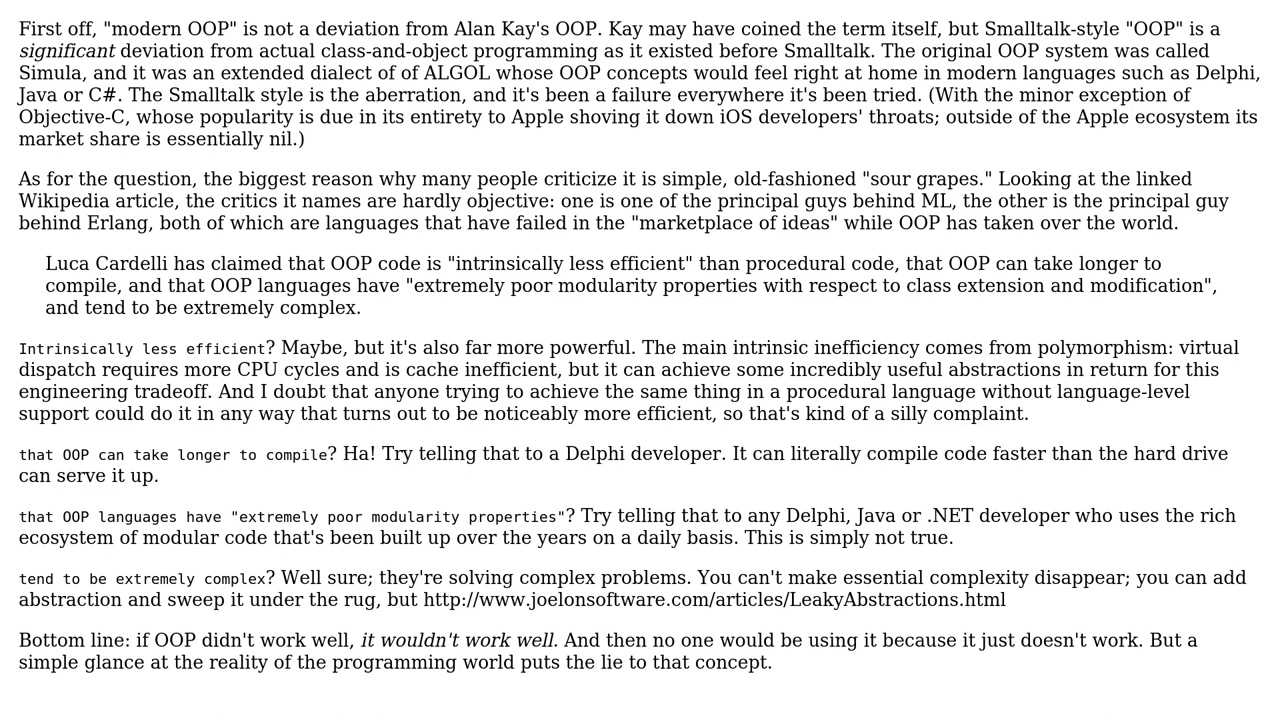 First off, "modern OOP" is not a deviation from Alan Kay's OOP. Kay may have coined the term itself, but Smalltalk-style "OOP" is a
significant deviation from actual class-and-object programming as it existed before Smalltalk. The original OOP system was called
Simula, and it was an extended dialect of of ALGOL whose OOP concepts would feel right at home in modern languages such as Delphi,
Java or C#. The Smalltalk style is the aberration, and it's been a failure everywhere it's been tried. (With the minor exception of
Objective-C, whose popularity is due in its entirety to Apple shoving it down iOS developers' throats; outside of the Apple ecosystem its
market share is essentially nil.)
As for the question, the biggest reason why many people criticize it is simple, old-fashioned "sour grapes." Looking at the linked
Wikipedia article, the critics it names are hardly objective: one is one of the principal guys behind ML, the other is the principal guy
behind Erlang, both of which are languages that have failed in the "marketplace of ideas" while OOP has taken over the world.
Luca Cardelli has claimed that OOP code is "intrinsically less efficient" than procedural code, that OOP can take longer to
compile, and that OOP languages have "extremely poor modularity properties with respect to class extension and modification",
and tend to be extremely complex.
Intrinsically less efficient? Maybe, but it's also far more powerful. The main intrinsic inefficiency comes from polymorphism: virtual
dispatch requires more CPU cycles and is cache inefficient, but it can achieve some incredibly useful abstractions in return for this
engineering tradeoff. And I doubt that anyone trying to achieve the same thing in a procedural language without language-level
support could do it in any way that turns out to be noticeably more efficient, so that's kind of a silly complaint.
that OOP can take longer to compile? Ha! Try telling that to a Delphi developer. It can literally compile code faster than the hard drive
can serve it up.
that OOP languages have "extremely poor modularity properties"? Try telling that to any Delphi, Java or .NET developer who uses the rich
ecosystem of modular code that's been built up over the years on a daily basis. This is simply not true.
tend to be extremely complex? Well sure; they're solving complex problems. You can't make essential complexity disappear; you can add
abstraction and sweep it under the rug, but http://www.joelonsoftware.com/articles/LeakyAbstractions.html
Bottom line: if OOP didn't work well, it wouldn't work well. And then no one would be using it because it just doesn't work. But a
simple glance at the reality of the programming world puts the lie to that concept.